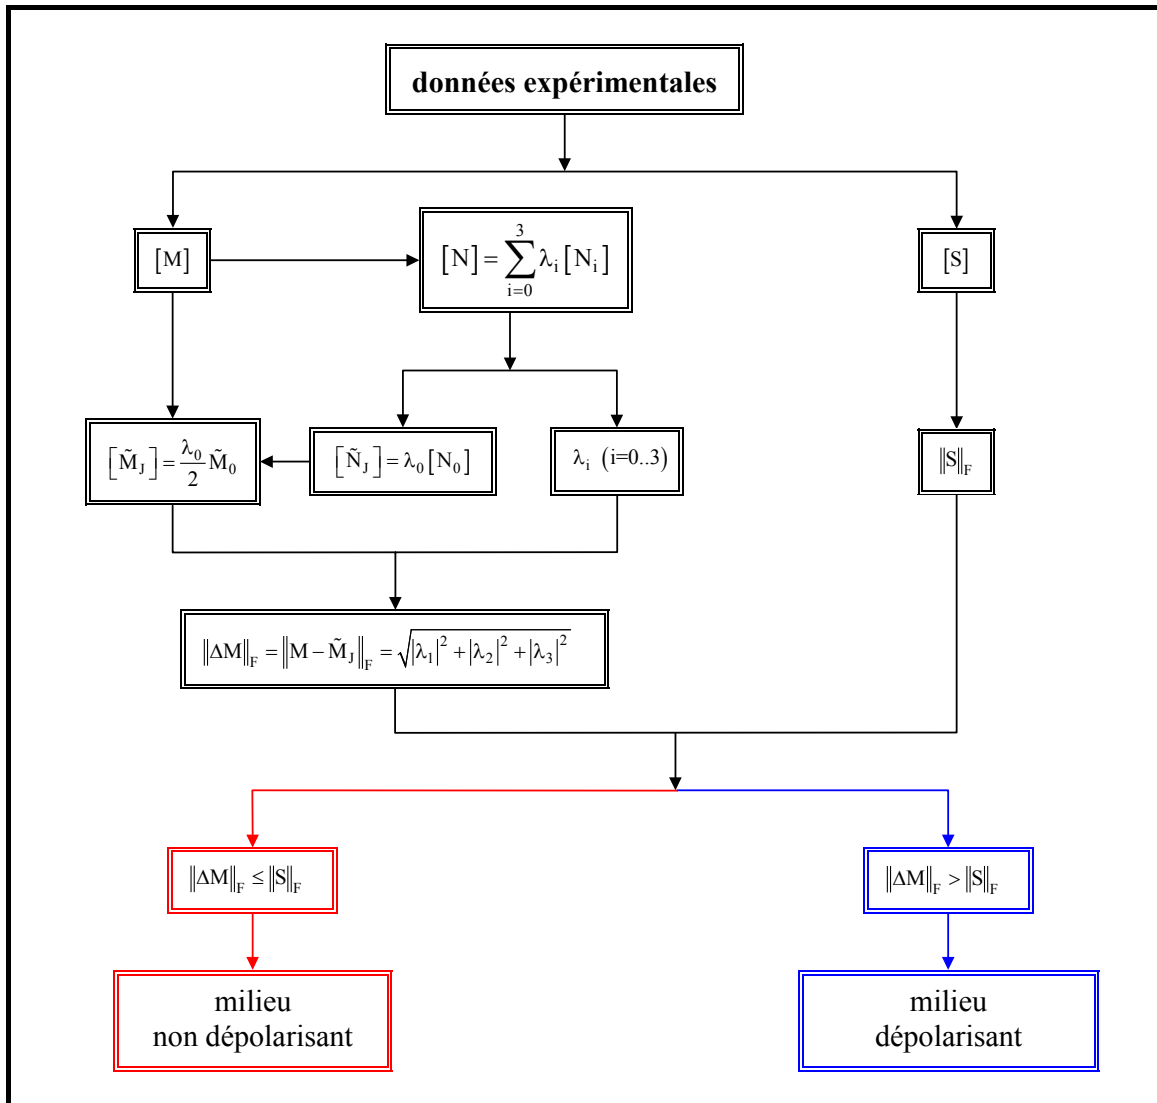 données expérimentales
[M]
[N] = ∑_{i=0}^{3} λ_i [N_i]
[S]
[M̃_J] = λ_0/2 M̃_0
[Ñ_J] = λ_0 [N_0]
λ_i (i=0..3)
‖S‖_F
‖ΔM‖_F = ‖M − M̃_J‖_F = √(|λ_1|² + |λ_2|² + |λ_3|²)
‖ΔM‖_F ≤ ‖S‖_F
‖ΔM‖_F > ‖S‖_F
milieu
non dépolarisant
milieu
dépolarisant